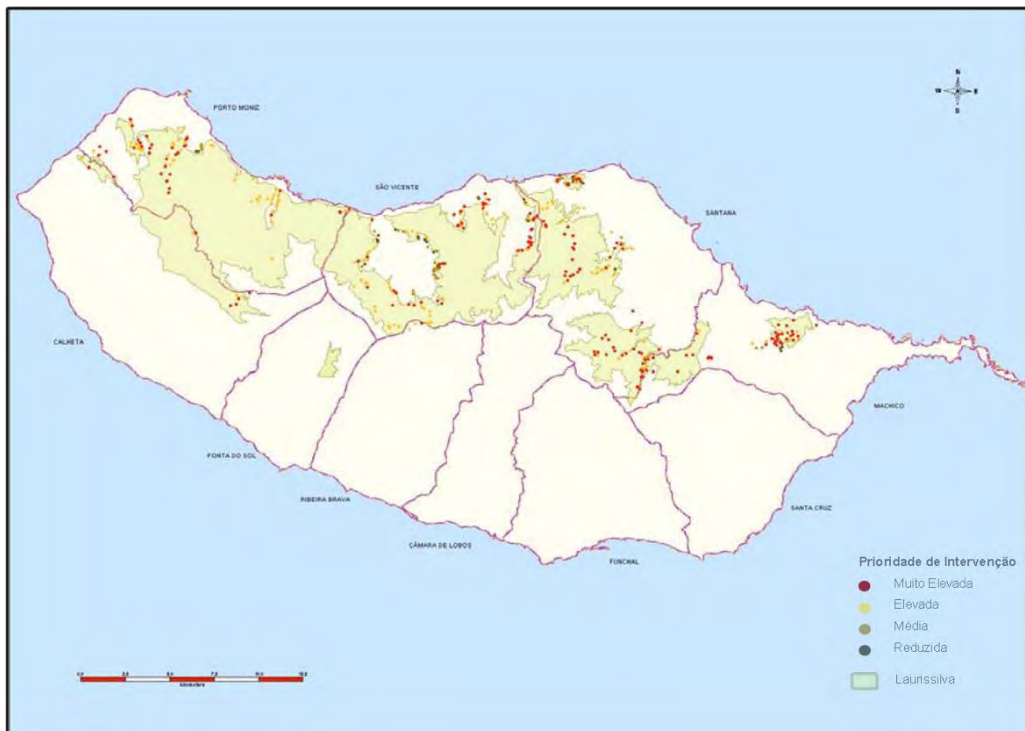 N
W E
S
PORTO MONIZ
SÃO VICENTE
SANTANA
CALHETA
MACHICO
PONTA DO SOL
RIBEIRA BRAVA
SANTA CRUZ
CÂMARA DE LOBOS
FUNCHAL
Prioridade de Intervenção
Muito Elevada
Elevada
Média
Reduzida
Laurissilva